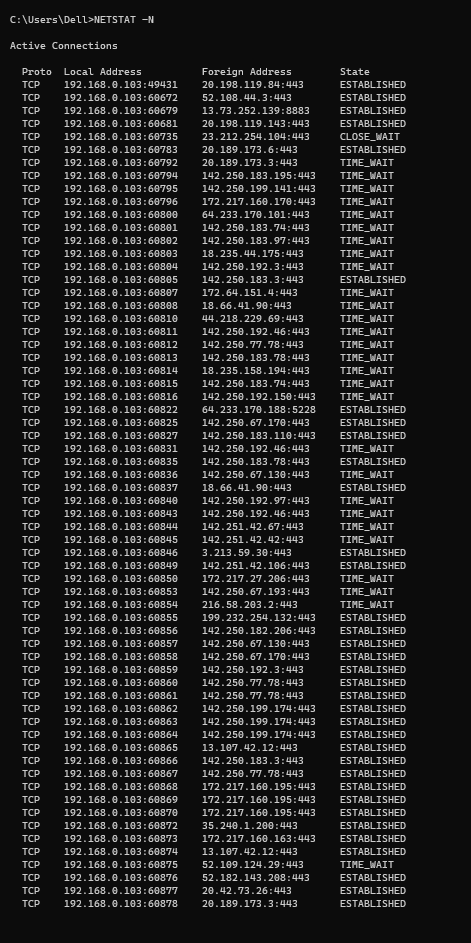 C:\Users\Dell>NETSTAT -N
Active Connections
Proto  Local Address          Foreign Address        State
TCP    192.168.0.103:49431    20.198.119.84:443      ESTABLISHED
TCP    192.168.0.103:60672    52.108.44.3:443        ESTABLISHED
TCP    192.168.0.103:60679    13.73.252.139:8883     ESTABLISHED
TCP    192.168.0.103:60681    20.198.119.143:443     ESTABLISHED
TCP    192.168.0.103:60735    23.212.254.104:443     CLOSE_WAIT
TCP    192.168.0.103:60783    20.189.173.6:443       ESTABLISHED
TCP    192.168.0.103:60792    20.189.173.3:443       TIME_WAIT
TCP    192.168.0.103:60794    142.250.183.195:443    TIME_WAIT
TCP    192.168.0.103:60795    142.250.199.141:443    TIME_WAIT
TCP    192.168.0.103:60796    172.217.160.170:443    TIME_WAIT
TCP    192.168.0.103:60800    64.233.170.101:443     TIME_WAIT
TCP    192.168.0.103:60801    142.250.183.74:443     TIME_WAIT
TCP    192.168.0.103:60802    142.250.183.97:443     TIME_WAIT
TCP    192.168.0.103:60803    18.235.44.175:443      TIME_WAIT
TCP    192.168.0.103:60804    142.250.192.3:443      TIME_WAIT
TCP    192.168.0.103:60805    142.250.183.3:443      ESTABLISHED
TCP    192.168.0.103:60807    172.64.151.4:443       TIME_WAIT
TCP    192.168.0.103:60808    18.66.41.90:443        TIME_WAIT
TCP    192.168.0.103:60810    44.218.229.69:443      TIME_WAIT
TCP    192.168.0.103:60811    142.250.192.46:443     TIME_WAIT
TCP    192.168.0.103:60812    142.250.77.78:443      TIME_WAIT
TCP    192.168.0.103:60813    142.250.183.78:443     TIME_WAIT
TCP    192.168.0.103:60814    18.235.158.194:443     TIME_WAIT
TCP    192.168.0.103:60815    142.250.183.74:443     TIME_WAIT
TCP    192.168.0.103:60816    142.250.192.150:443    TIME_WAIT
TCP    192.168.0.103:60822    64.233.170.188:5228    ESTABLISHED
TCP    192.168.0.103:60825    142.250.67.170:443     ESTABLISHED
TCP    192.168.0.103:60827    142.250.183.110:443    ESTABLISHED
TCP    192.168.0.103:60831    142.250.192.46:443     TIME_WAIT
TCP    192.168.0.103:60835    142.250.183.78:443     ESTABLISHED
TCP    192.168.0.103:60836    142.250.67.130:443     TIME_WAIT
TCP    192.168.0.103:60837    18.66.41.90:443        ESTABLISHED
TCP    192.168.0.103:60840    142.250.192.97:443     TIME_WAIT
TCP    192.168.0.103:60843    142.250.192.46:443     TIME_WAIT
TCP    192.168.0.103:60844    142.251.42.67:443      TIME_WAIT
TCP    192.168.0.103:60845    142.251.42.42:443      TIME_WAIT
TCP    192.168.0.103:60846    3.213.59.30:443        ESTABLISHED
TCP    192.168.0.103:60849    142.251.42.106:443     ESTABLISHED
TCP    192.168.0.103:60850    172.217.27.206:443     TIME_WAIT
TCP    192.168.0.103:60853    142.250.67.193:443     TIME_WAIT
TCP    192.168.0.103:60854    216.58.203.2:443       TIME_WAIT
TCP    192.168.0.103:60855    199.232.254.132:443    ESTABLISHED
TCP    192.168.0.103:60856    142.250.182.206:443    ESTABLISHED
TCP    192.168.0.103:60857    142.250.67.130:443     ESTABLISHED
TCP    192.168.0.103:60858    142.250.67.170:443     ESTABLISHED
TCP    192.168.0.103:60859    142.250.192.3:443      ESTABLISHED
TCP    192.168.0.103:60860    142.250.77.78:443      ESTABLISHED
TCP    192.168.0.103:60861    142.250.77.78:443      ESTABLISHED
TCP    192.168.0.103:60862    142.250.199.174:443    ESTABLISHED
TCP    192.168.0.103:60863    142.250.199.174:443    ESTABLISHED
TCP    192.168.0.103:60864    142.250.199.174:443    ESTABLISHED
TCP    192.168.0.103:60865    13.107.42.12:443       ESTABLISHED
TCP    192.168.0.103:60866    142.250.183.3:443      ESTABLISHED
TCP    192.168.0.103:60867    142.250.77.78:443      ESTABLISHED
TCP    192.168.0.103:60868    172.217.160.195:443    ESTABLISHED
TCP    192.168.0.103:60869    172.217.160.195:443    ESTABLISHED
TCP    192.168.0.103:60870    172.217.160.195:443    ESTABLISHED
TCP    192.168.0.103:60872    35.240.1.200:443       ESTABLISHED
TCP    192.168.0.103:60873    172.217.160.163:443    ESTABLISHED
TCP    192.168.0.103:60874    13.107.42.12:443       ESTABLISHED
TCP    192.168.0.103:60875    52.109.124.29:443      TIME_WAIT
TCP    192.168.0.103:60876    52.182.143.208:443     ESTABLISHED
TCP    192.168.0.103:60877    20.42.73.26:443        ESTABLISHED
TCP    192.168.0.103:60878    20.189.173.3:443       ESTABLISHED